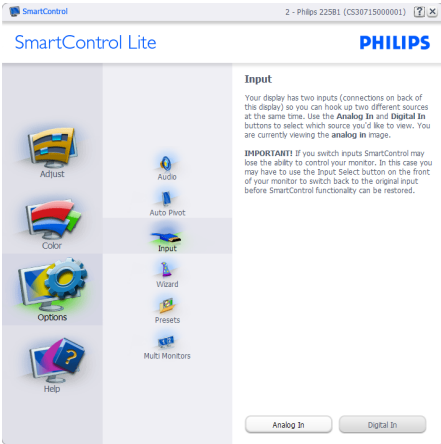 SmartControl
2 - Philips 225B1 (CS30715000001)
SmartControl Lite
PHILIPS
Adjust
Color
Options
Help
Audio
Auto Pivot
Input
Wizard
Presets
Multi Monitors
Input
Your display has two inputs (connections on back of
this display) so you can hook up two different sources
at the same time. Use the Analog In and Digital In
buttons to select which source you'd like to view. You
are currently viewing the analog in image.
IMPORTANT! If you switch inputs SmartControl may
lose the ability to control your monitor. In this case you
may have to use the Input Select button on the front
of your monitor to switch back to the original input
before SmartControl functionality can be restored.
Analog In
Digital In